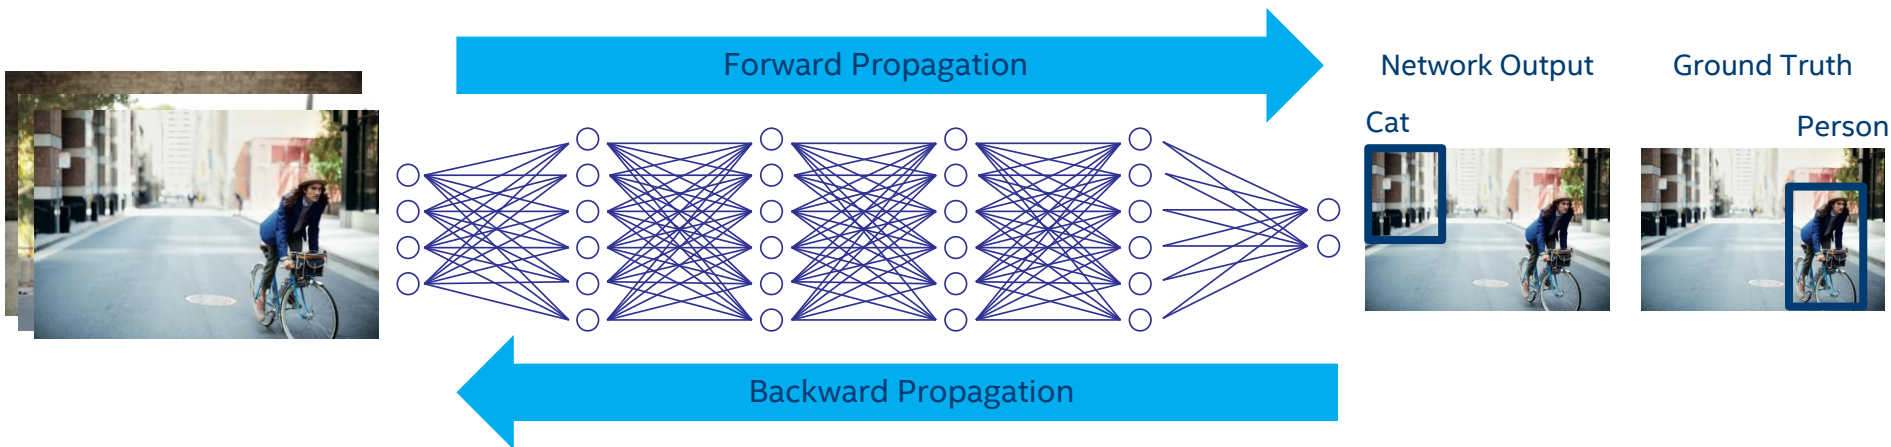 Forward Propagation
Network Output
Ground Truth
Cat
Person
Backward Propagation